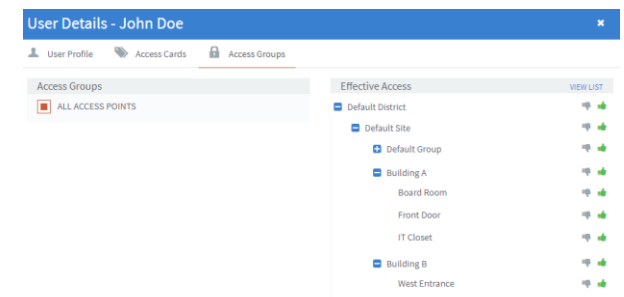 User Details - John Doe
User Profile Access Cards Access Groups
Access Groups
ALL ACCESS POINTS
Effective Access VIEW LIST
Default District
Default Site
Default Group
Building A
Board Room
Front Door
IT Closet
Building B
West Entrance